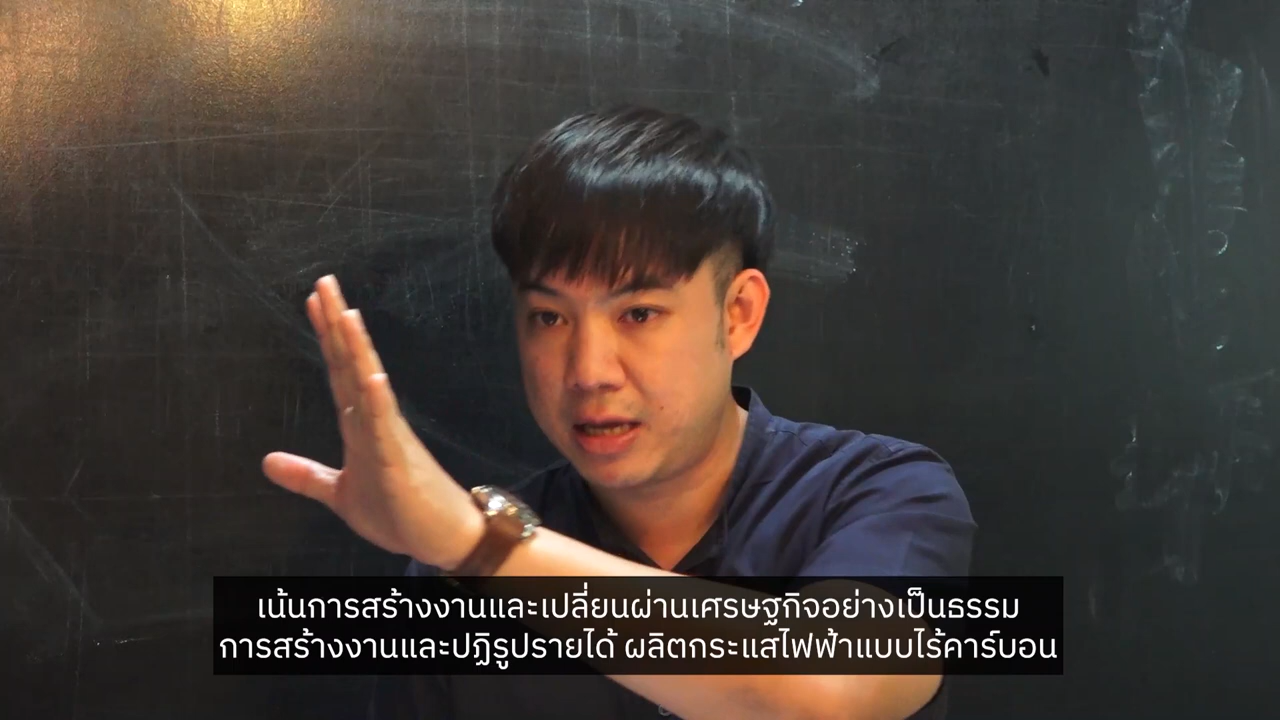 เน้นการสร้างงานและเปลี่ยนผ่านเศรษฐกิจอย่างเป็นธรรม
การสร้างงานและปฏิรูปรายได้ ผลิตกระแสไฟฟ้าแบบไร้คาร์บอน